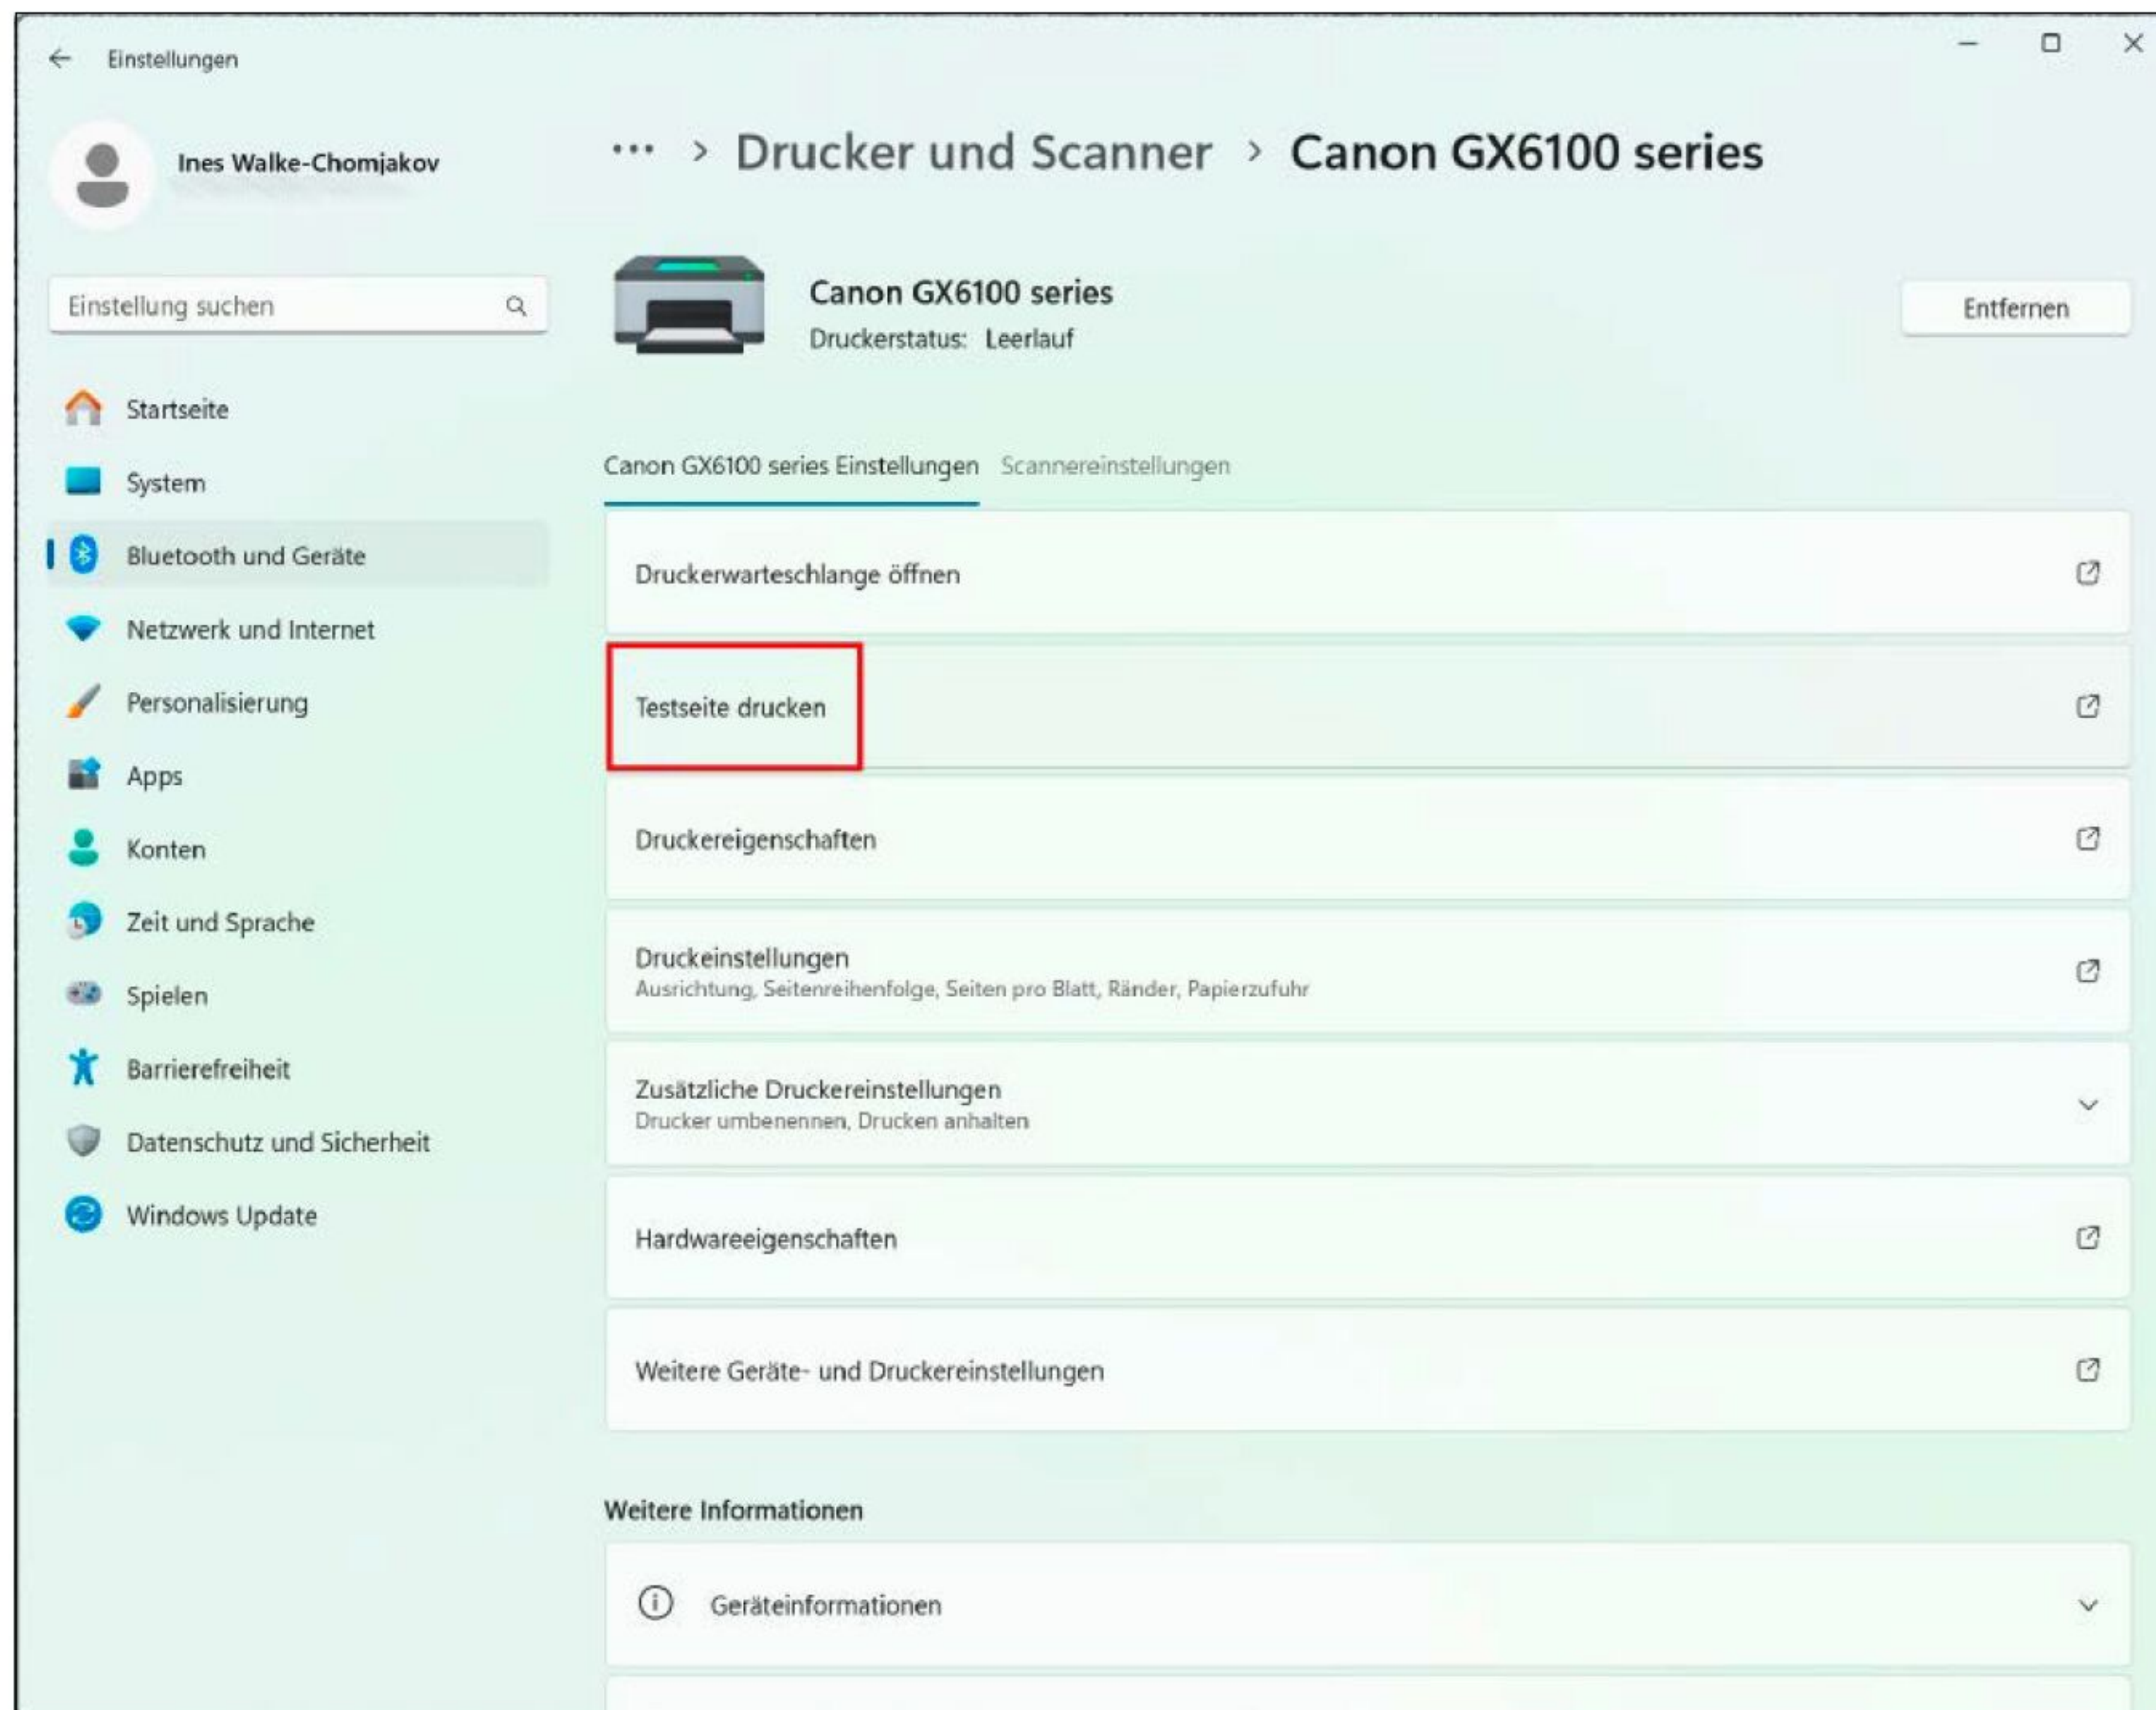 Einstellungen
Ines Walke-Chomjakov
··· > Drucker und Scanner > Canon GX6100 series
Canon GX6100 series
Druckerstatus: Leerlauf
Entfernen
Einstellung suchen
Startseite
System
Bluetooth und Geräte
Netzwerk und Internet
Personalisierung
Apps
Konten
Zeit und Sprache
Spielen
Barrierefreiheit
Datenschutz und Sicherheit
Windows Update
Canon GX6100 series Einstellungen Scannereinstellungen
Druckerwarteschlange öffnen
Testseite drucken
Druckereigenschaften
Druckeinstellungen
Ausrichtung, Seitenreihenfolge, Seiten pro Blatt, Ränder, Papierzufuhr
Zusätzliche Druckereinstellungen
Drucker umbenennen, Drucken anhalten
Hardwareeigenschaften
Weitere Geräte- und Druckereinstellungen
Weitere Informationen
Geräteinformationen